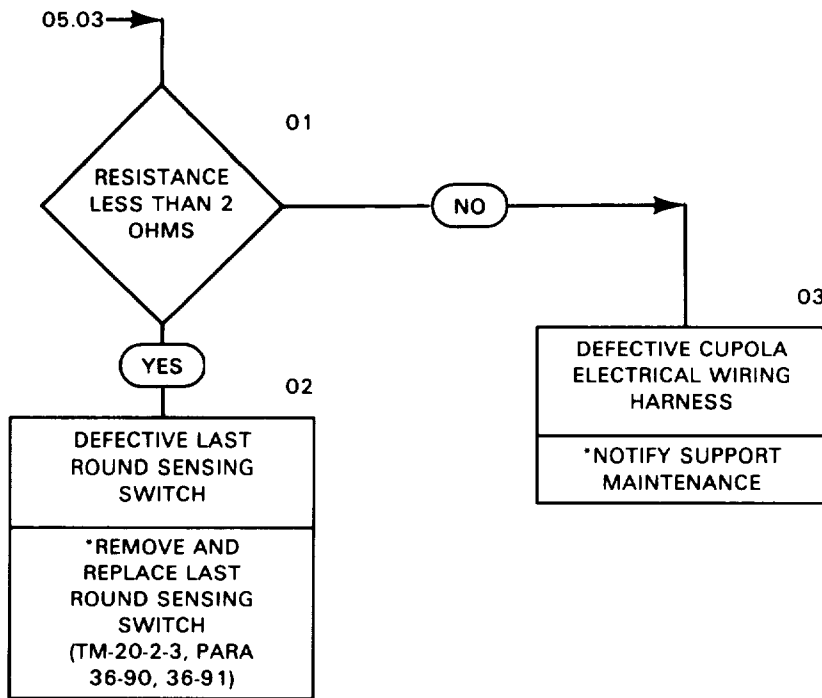 05.03
01
RESISTANCE
LESS THAN 2
OHMS
NO
YES
02
DEFECTIVE LAST
ROUND SENSING
SWITCH
*REMOVE AND
REPLACE LAST
ROUND SENSING
SWITCH
(TM-20-2-3, PARA
36-90, 36-91)
03
DEFECTIVE CUPOLA
ELECTRICAL WIRING
HARNESS
*NOTIFY SUPPORT
MAINTENANCE